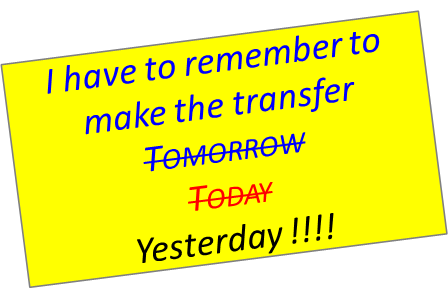 I have to remember to
make the transfer
TOMORROW
TODAY
Yesterday !!!!